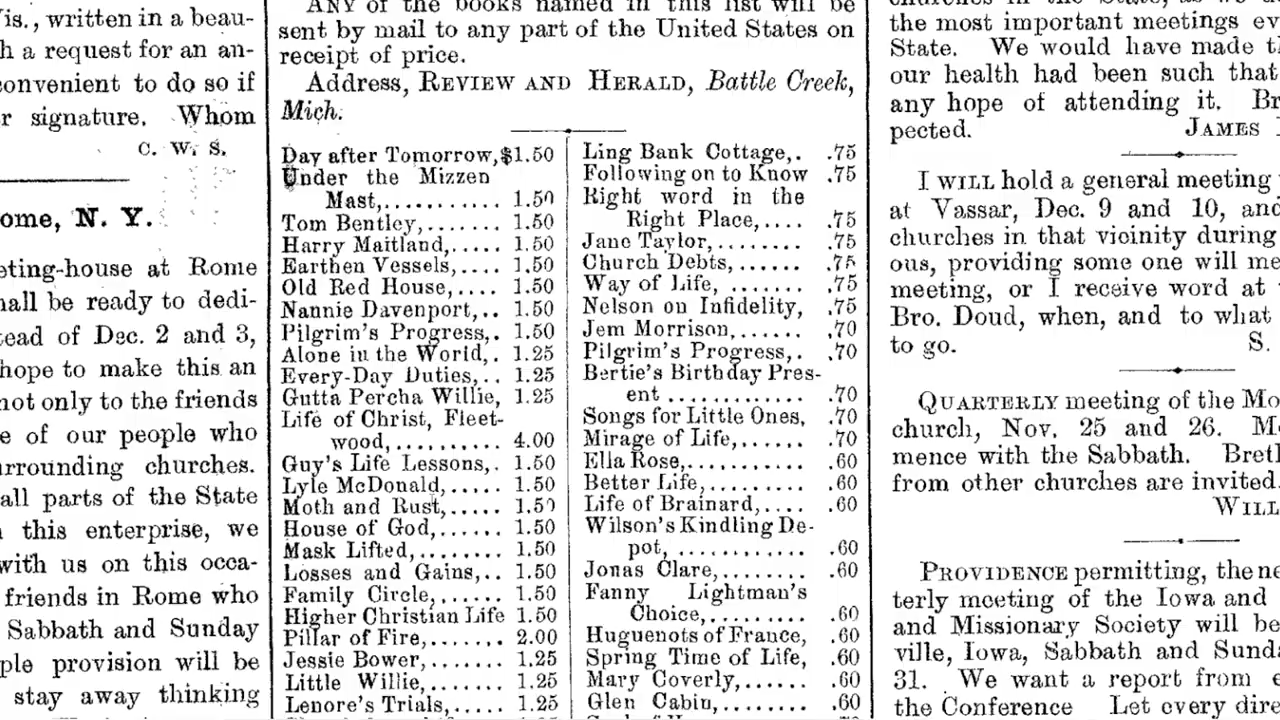 is., written in a beau-
h a request for an an-
convenient to do so if
r signature. Whom
C. W. S.
ome, N. Y.
eting-house at Rome
hall be ready to dedi-
tead of Dec. 2 and 3,
hope to make this an
not only to the friends
e of our people who
rrounding churches.
all parts of the State
this enterprise, we
with us on this occa-
friends in Rome who
Sabbath and Sunday
ple provision will be
stay away thinking
ANY of the books named in this list will be
sent by mail to any part of the United States on
receipt of price.
Address, REVIEW AND HERALD, Battle Creek,
Mich.
Day after Tomorrow,$1.50
Under the Mizzen
Mast,........... 1.50
Tom Bentley,....... 1.50
Harry Maitland,..... 1.50
Earthen Vessels,.... 1.50
Old Red House,.... 1.50
Nannie Davenport,.. 1.50
Pilgrim's Progress,. 1.50
Alone in the World,. 1.25
Every-Day Duties,.. 1.25
Gutta Percha Willie, 1.25
Life of Christ, Fleet-
wood,.......... 4.00
Guy's Life Lessons,. 1.50
Lyle McDonald,..... 1.50
Moth and Rust,..... 1.50
House of God,...... 1.50
Mask Lifted,........ 1.50
Losses and Gains,.. 1.50
Family Circle,...... 1.50
Higher Christian Life 1.50
Pillar of Fire,....... 2.00
Jessie Bower,....... 1.25
Little Willie,....... 1.25
Lenore's Trials,..... 1.25
Ling Bank Cottage,. .75
Following on to Know .75
Right word in the
Right Place,.... .75
Jane Taylor,........ .75
Church Debts,...... .75
Way of Life, ....... .75
Nelson on Infidelity, .75
Jem Morrison,...... .70
Pilgrim's Progress,. .70
Bertie's Birthday Pres-
ent ............. .70
Songs for Little Ones, .70
Mirage of Life,...... .70
Ella Rose,........... .60
Better Life,......... .60
Life of Brainard,.... .60
Wilson's Kindling De-
pot, ............ .60
Jonas Clare,........ .60
Fanny Lightman's
Choice,......... .60
Huguenots of France, .60
Spring Time of Life, .60
Mary Coverly,...... .60
Glen Cabin,........ .60
the most important meetings ev
State. We would have made t
our health had been such that
any hope of attending it. Br
pected. JAMES
I WILL hold a general meeting
at Vassar, Dec. 9 and 10, and
churches in that vicinity during
ous, providing some one will me
meeting, or I receive word at
Bro. Doud, when, and to what
to go. S.
QUARTERLY meeting of the Mo
church, Nov. 25 and 26. M
mence with the Sabbath. Bret
from other churches are invited.
WILL
PROVIDENCE permitting, the ne
terly meeting of the Iowa and
and Missionary Society will be
ville, Iowa, Sabbath and Sunda
31. We want a report from e
the Conference Let every dire